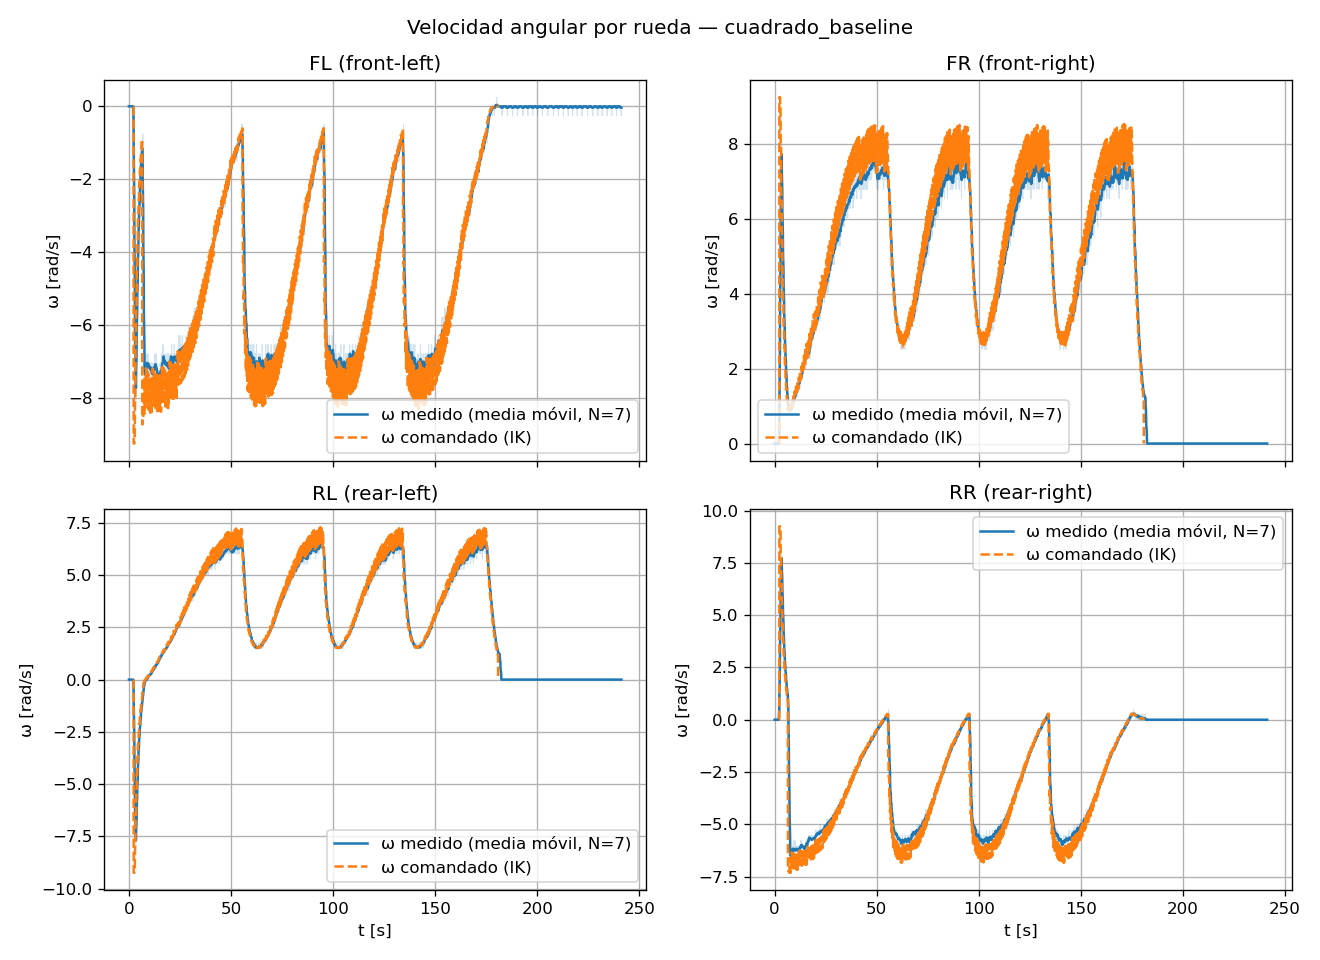 Velocidad angular por rueda — cuadrado_baseline
FL (front-left)
0
−2
−4
−6
−8
ω [rad/s]
ω medido (media móvil, N=7)
ω comandado (IK)
FR (front-right)
8
6
4
2
0
ω [rad/s]
ω medido (media móvil, N=7)
ω comandado (IK)
RL (rear-left)
7.5
5.0
2.5
0.0
−2.5
−5.0
−7.5
−10.0
ω [rad/s]
ω medido (media móvil, N=7)
ω comandado (IK)
0 50 100 150 200 250
t [s]
RR (rear-right)
10.0
7.5
5.0
2.5
0.0
−2.5
−5.0
−7.5
ω [rad/s]
ω medido (media móvil, N=7)
ω comandado (IK)
0 50 100 150 200 250
t [s]